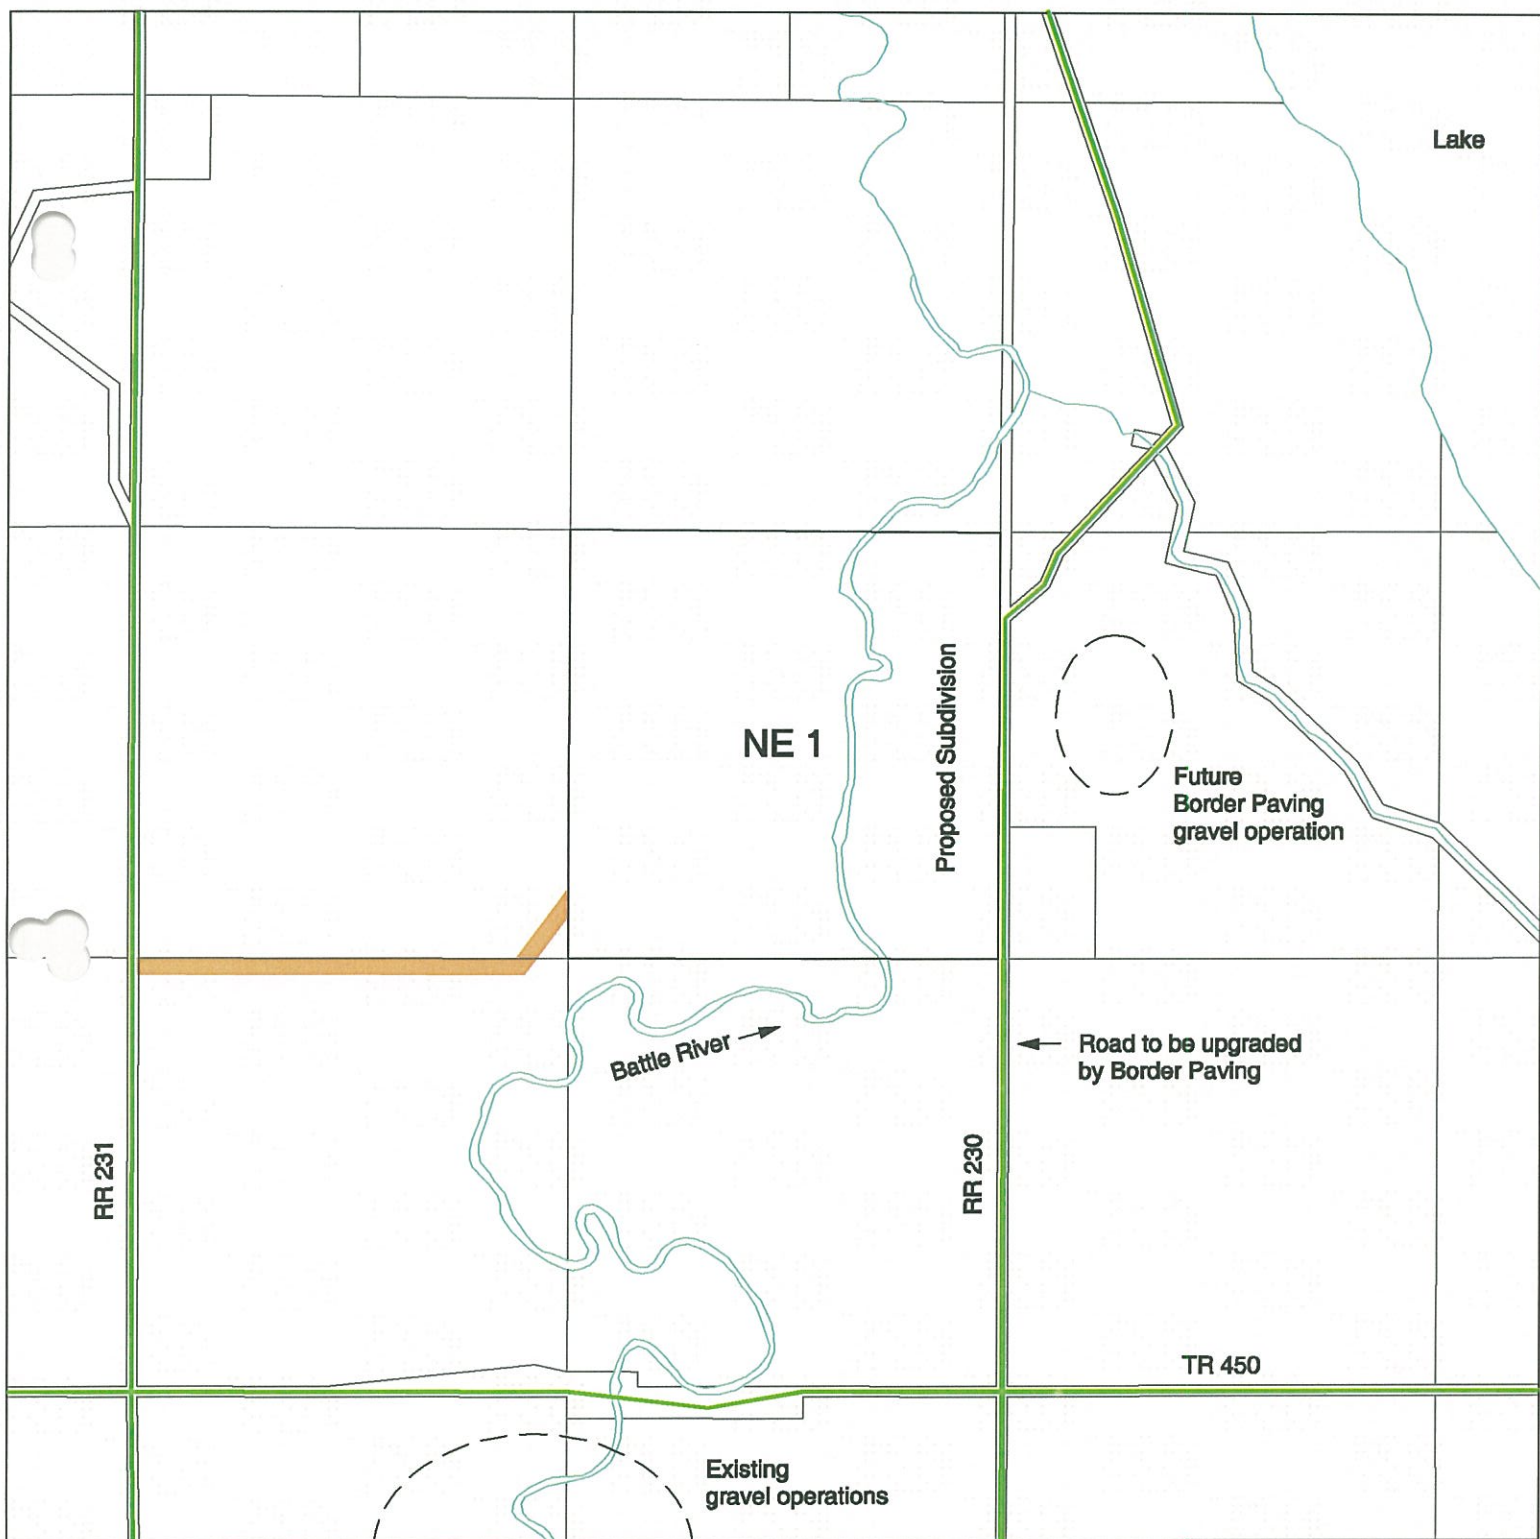 Lake
NE 1
Proposed Subdivision
Future
Border Paving
gravel operation
Battle River
Road to be upgraded
by Border Paving
RR 231
RR 230
TR 450
Existing
gravel operations